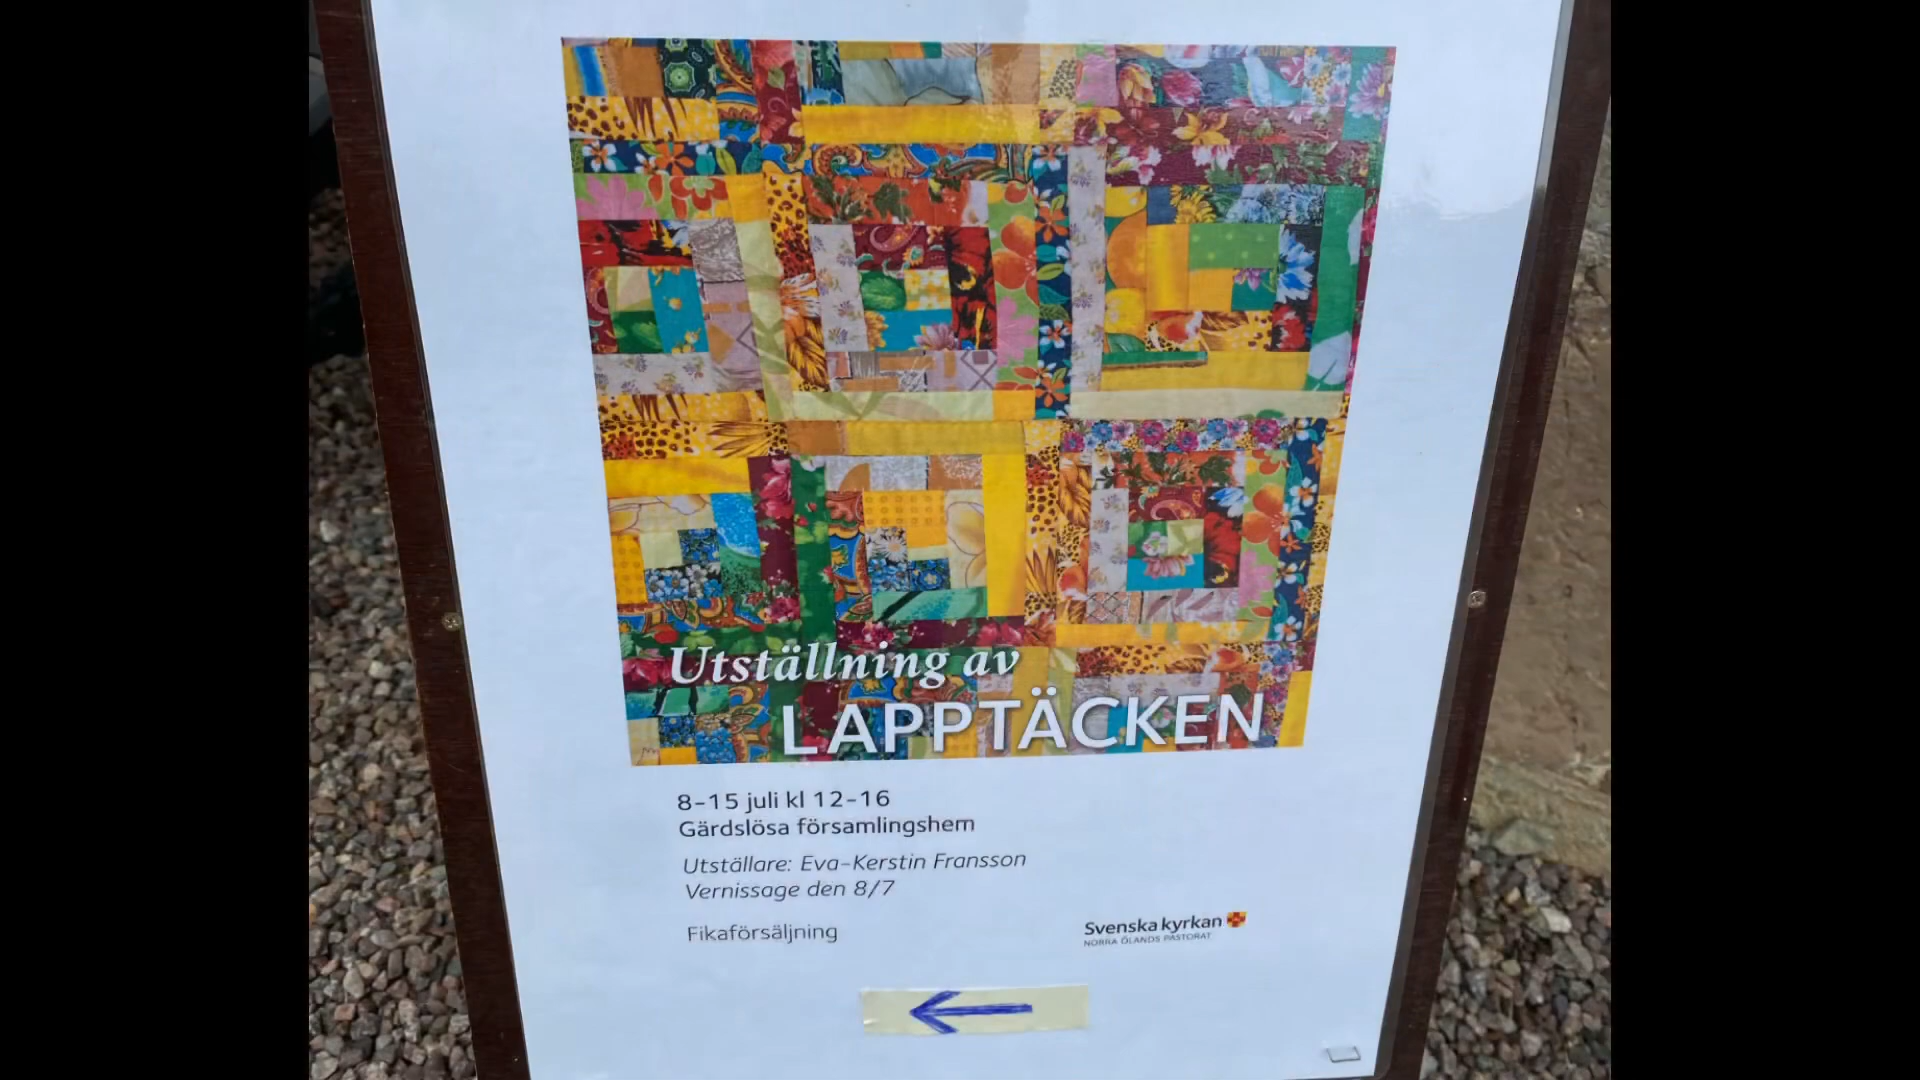 Utställning av
LAPPTÄCKEN
8-15 juli kl 12-16
Gärdslösa församlingshem
Utställare: Eva-Kerstin Fransson
Vernissage den 8/7
Fikaförsäljning
Svenska kyrkan
NORRA ÖLANDS PASTORAT